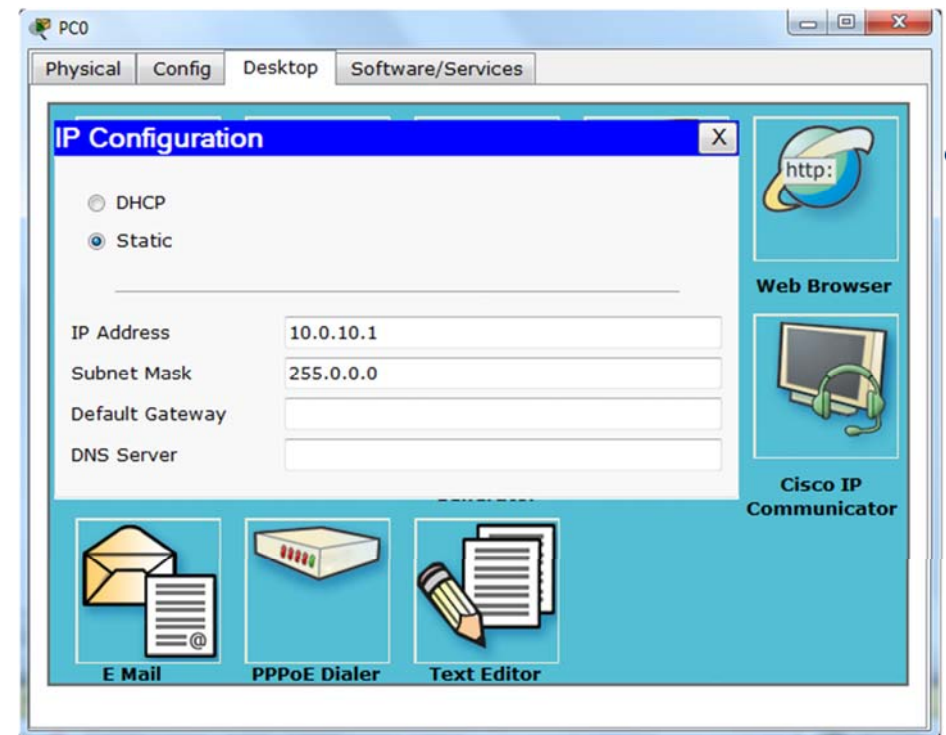 PC0
Physical Config Desktop Software/Services
IP Configuration X
http:
DHCP
Static
Web Browser
IP Address 10.0.10.1
Subnet Mask 255.0.0.0
Default Gateway
DNS Server
Cisco IP
Communicator
@
E Mail PPPoE Dialer Text Editor